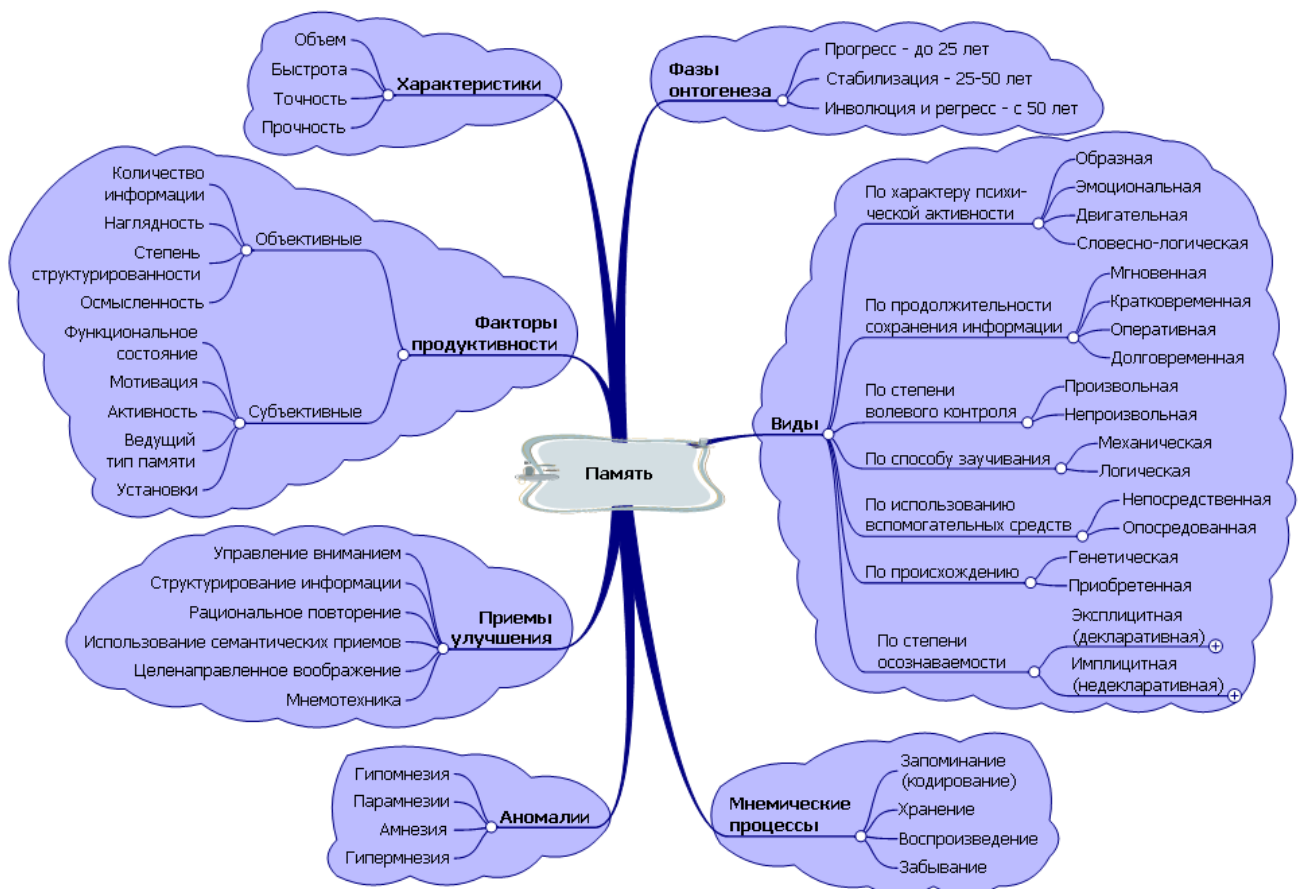 Память
Характеристики
Объем
Быстрота
Точность
Прочность
Факторы
продуктивности
Объективные
Количество
информации
Наглядность
Степень
структурированности
Осмысленность
Субъективные
Функциональное
состояние
Мотивация
Активность
Ведущий
тип памяти
Установки
Приемы
улучшения
Управление вниманием
Структурирование информации
Рациональное повторение
Использование семантических приемов
Целенаправленное воображение
Мнемотехника
Аномалии
Гипомнезия
Парамнезии
Амнезия
Гипермнезия
Фазы
онтогенеза
Прогресс - до 25 лет
Стабилизация - 25-50 лет
Инволюция и регресс - с 50 лет
Виды
По характеру психи-
ческой активности
Образная
Эмоциональная
Двигательная
Словесно-логическая
По продолжительности
сохранения информации
Мгновенная
Кратковременная
Оперативная
Долговременная
По степени
волевого контроля
Произвольная
Непроизвольная
По способу заучивания
Механическая
Логическая
По использованию
вспомогательных средств
Непосредственная
Опосредованная
По происхождению
Генетическая
Приобретенная
По степени
осознаваемости
Эксплицитная
(декларативная)
Имплицитная
(недекларативная)
Мнемические
процессы
Запоминание
(кодирование)
Хранение
Воспроизведение
Забывание